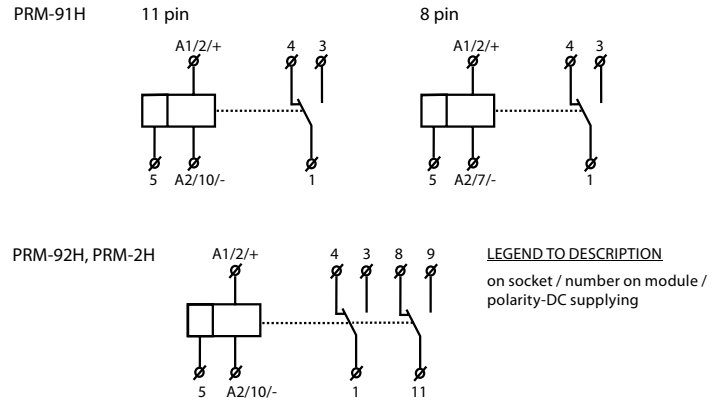 PRM-91H 11 pin 8 pin
A1/2/+ 4 3 A1/2/+ 4 3
5 A2/10/- 1 5 A2/7/- 1
PRM-92H, PRM-2H A1/2/+ 4 3 8 9 LEGEND TO DESCRIPTION
on socket / number on module /
polarity-DC supplying
5 A2/10/- 1 11